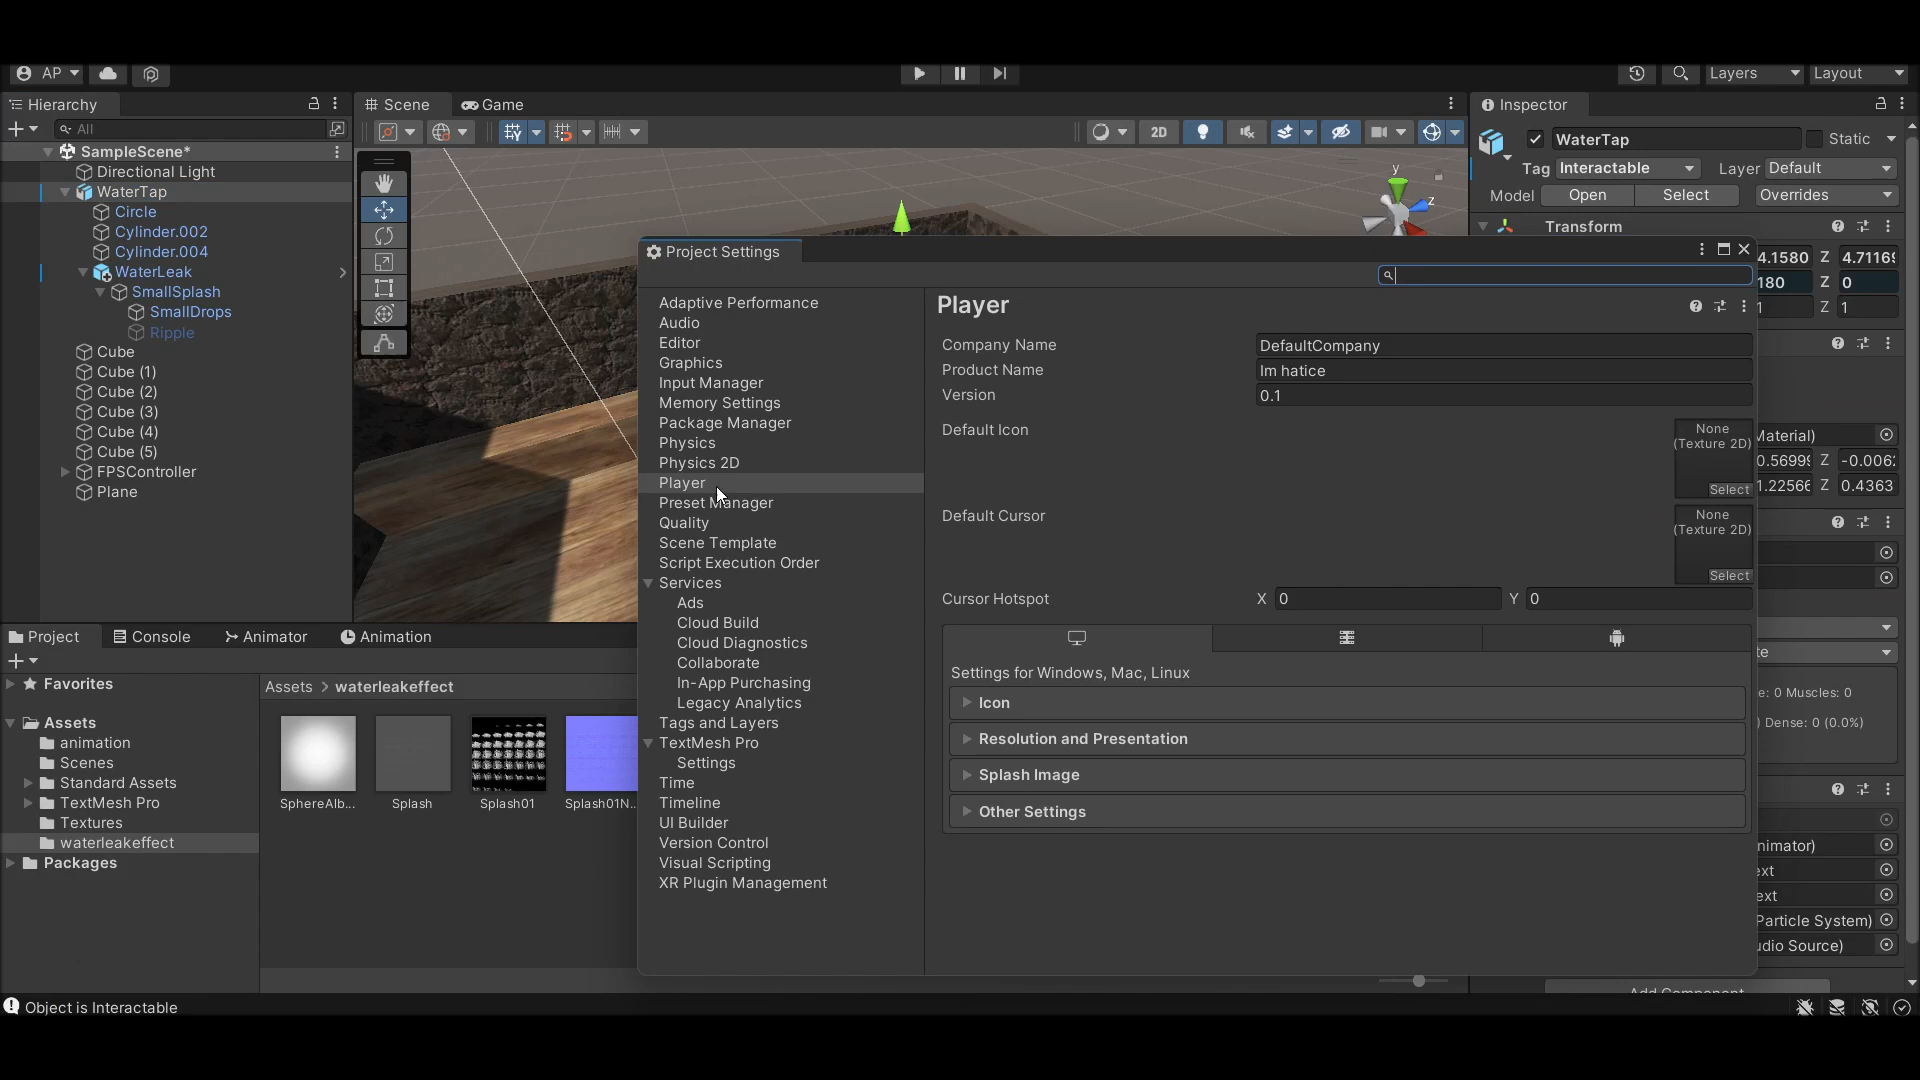 AP
Layers
Layout
Hierarchy
All
SampleScene*
Directional Light
WaterTap
Circle
Cylinder.002
Cylinder.004
WaterLeak
SmallSplash
SmallDrops
Ripple
Cube
Cube (1)
Cube (2)
Cube (3)
Cube (4)
Cube (5)
FPSController
Plane
Scene
Game
2D
y
z
Inspector
WaterTap
Static
Tag Interactable
Layer Default
Model Open Select Overrides
Transform
4.1580 Z 4.7116
180 Z 0
1 Z 1
Material)
0.5699 Z -0.006
1.22566 Z 0.4363
te
e: 0 Muscles: 0
Dense: 0 (0.0%)
nimator)
ext
ext
Particle System)
udio Source)
Project Settings
Adaptive Performance
Audio
Editor
Graphics
Input Manager
Memory Settings
Package Manager
Physics
Physics 2D
Player
Preset Manager
Quality
Scene Template
Script Execution Order
Services
Ads
Cloud Build
Cloud Diagnostics
Collaborate
In-App Purchasing
Legacy Analytics
Tags and Layers
TextMesh Pro
Settings
Time
Timeline
UI Builder
Version Control
Visual Scripting
XR Plugin Management
Player
Company Name DefaultCompany
Product Name Im hatice
Version 0.1
Default Icon
None
(Texture 2D)
Select
Default Cursor
None
(Texture 2D)
Select
Cursor Hotspot X 0 Y 0
Settings for Windows, Mac, Linux
Icon
Resolution and Presentation
Splash Image
Other Settings
Project
Console
Animator
Animation
Favorites
Assets
animation
Scenes
Standard Assets
TextMesh Pro
Textures
waterleakeffect
Packages
Assets > waterleakeffect
SphereAlb...
Splash
Splash01
Splash01N..
Object is Interactable